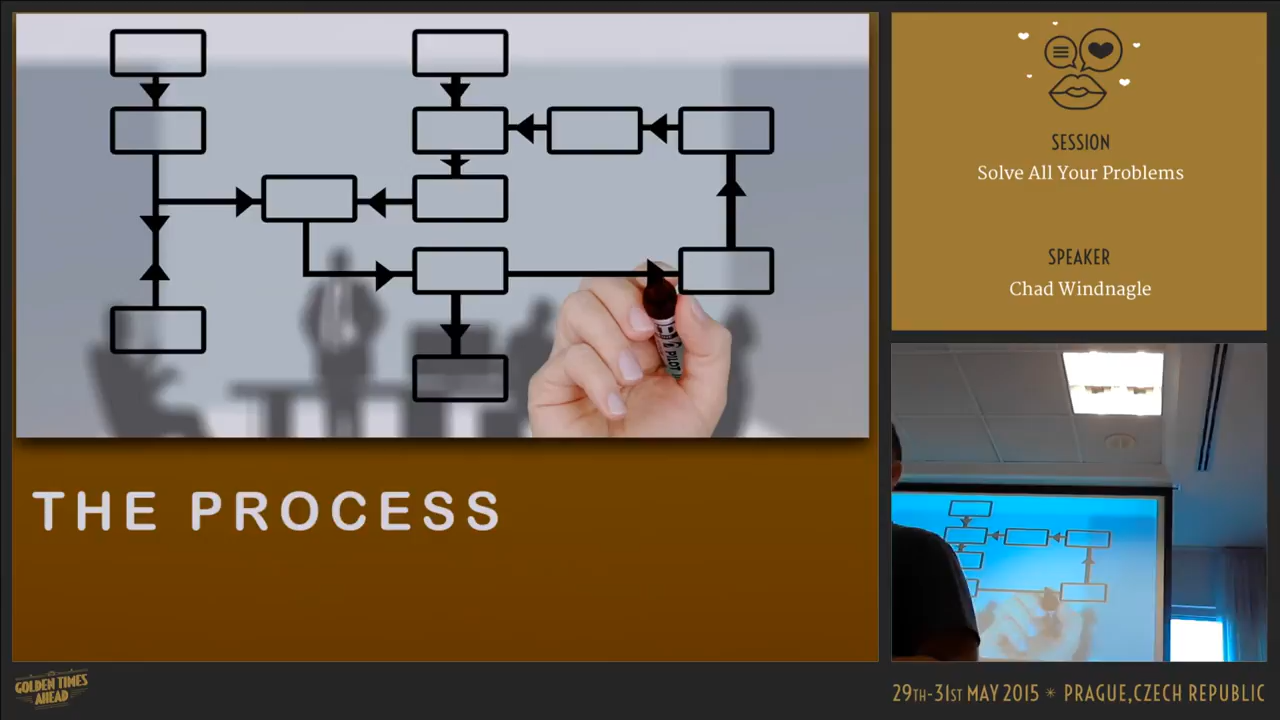 THE PROCESS
SESSION
Solve All Your Problems
SPEAKER
Chad Windnagle
PILOT
GOLDEN TIMES
AHEAD
29TH-31ST MAY 2015 * PRAGUE, CZECH REPUBLIC